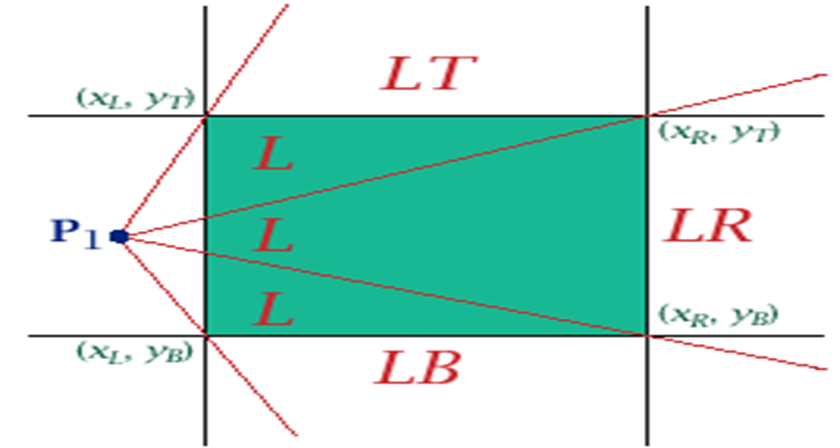 LT
(x_L, y_T)
(x_R, y_T)
L
P_1
L
LR
L
(x_R, y_B)
(x_L, y_B)
LB